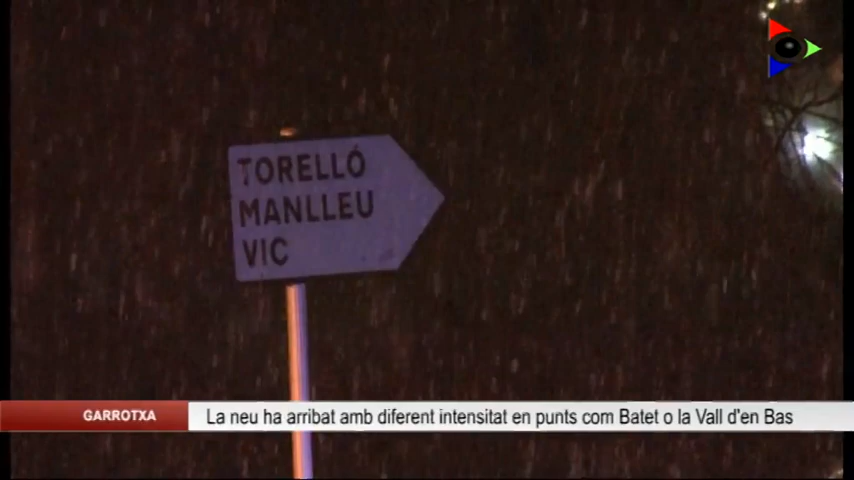 TORELLÓ
MANLLEU
VIC
GARROTXA
La neu ha arribat amb diferent intensitat en punts com Batet o la Vall d'en Bas